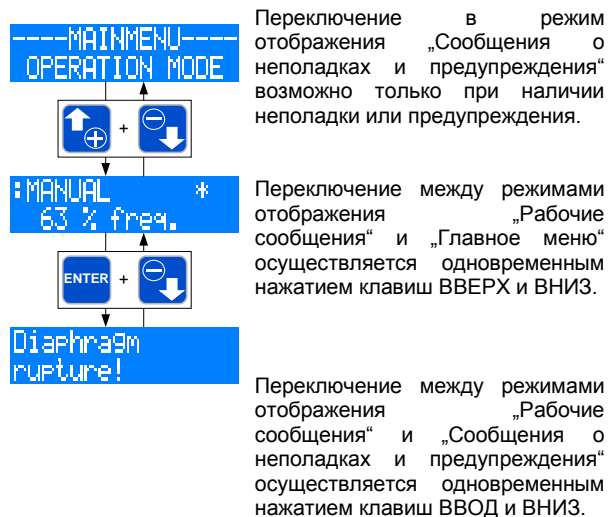 ----MAINMENU----
OPERATION MODE
+
:MANUAL *
63 % freq.
ENTER +
Diaphragm
rupture!
Переключение в режим
отображения „Сообщения о
неполадках и предупреждения“
возможно только при наличии
неполадки или предупреждения.
Переключение между режимами
отображения „Рабочие
сообщения“ и „Главное меню“
осуществляется одновременным
нажатием клавиш ВВЕРХ и ВНИЗ.
Переключение между режимами
отображения „Рабочие
сообщения“ и „Сообщения о
неполадках и предупреждения“
осуществляется одновременным
нажатием клавиш ВВОД и ВНИЗ.